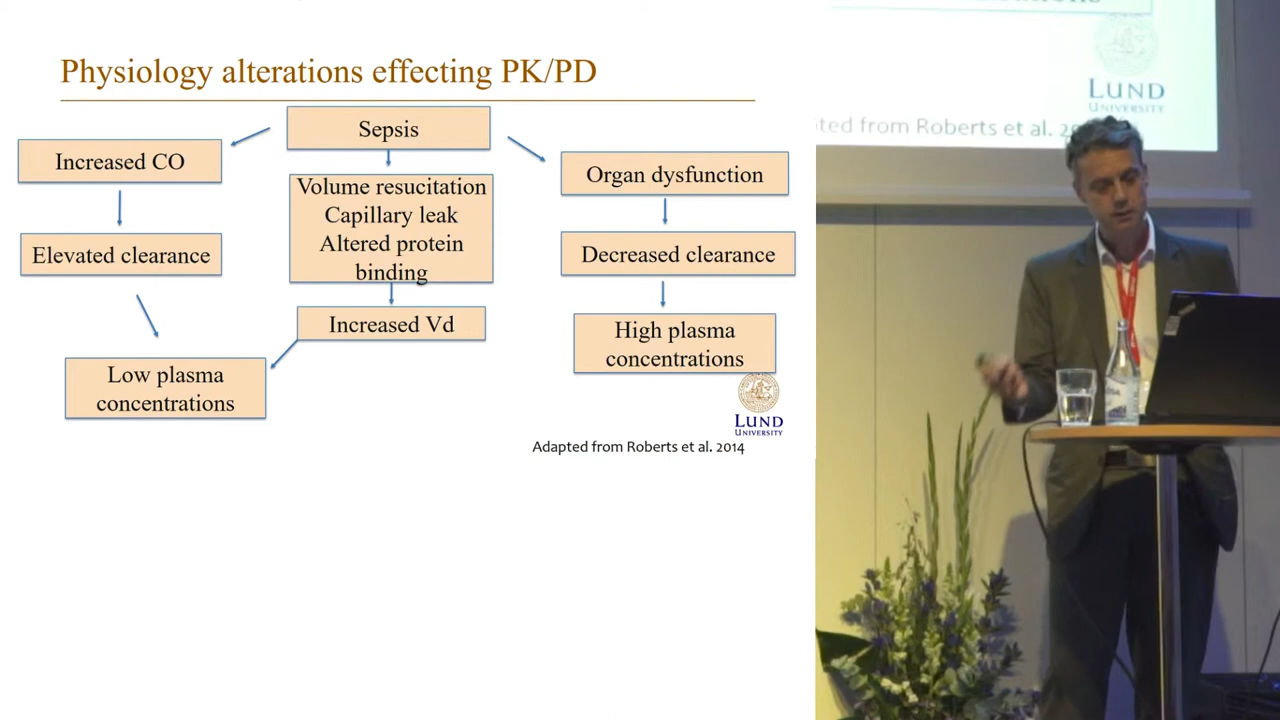 Physiology alterations effecting PK/PD
Sepsis
Increased CO
Volume resucitation
Capillary leak
Altered protein
binding
Organ dysfunction
Elevated clearance
Decreased clearance
Increased Vd
High plasma
concentrations
Low plasma
concentrations
LUND
UNIVERSITY
Adapted from Roberts et al. 2014
LUND
UNIVERSITY
from Roberts et al.